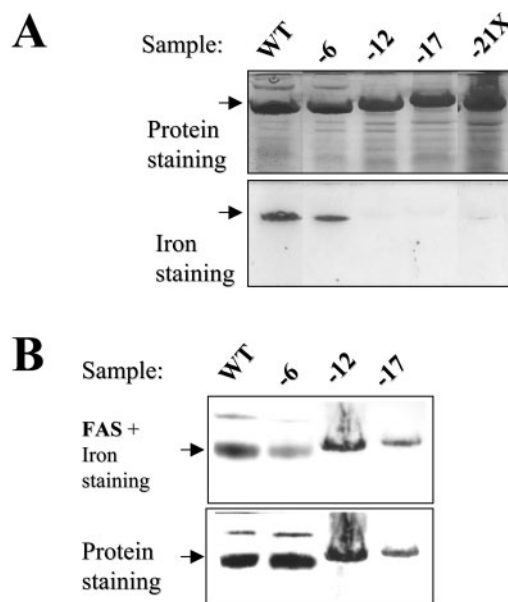 A
Sample: WT -6 -12 -17 -21X
Protein
staining
Iron
staining
B
Sample: WT -6 -12 -17
FAS +
Iron
staining
Protein
staining